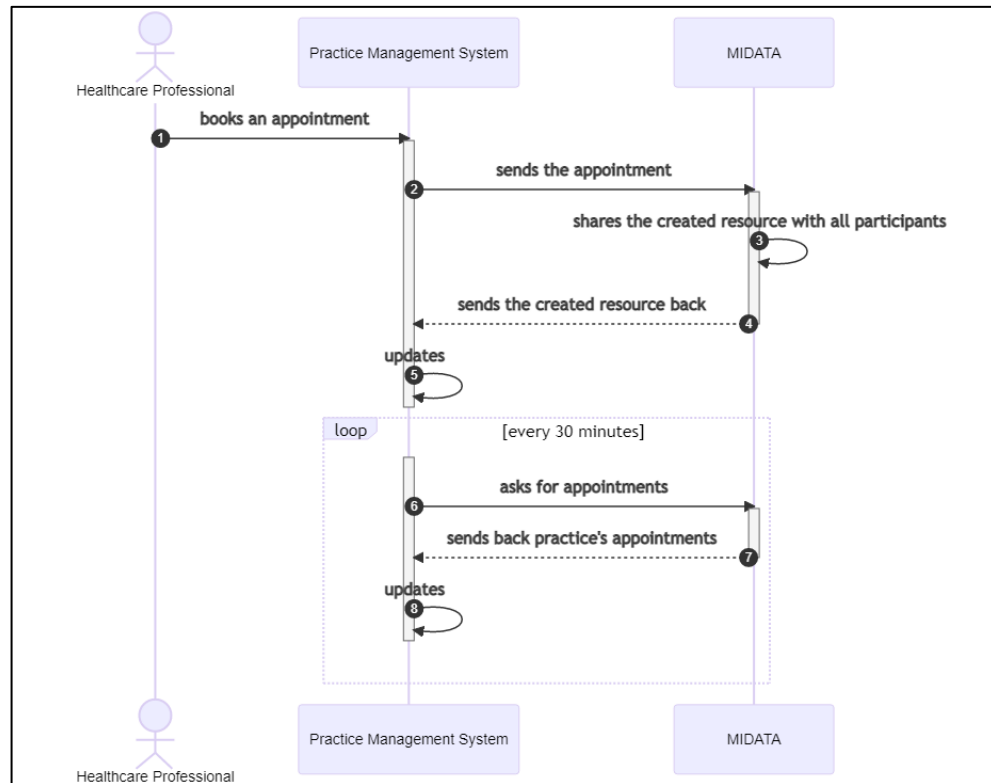 Practice Management System
MIDATA
Healthcare Professional
books an appointment
1
sends the appointment
2
shares the created resource with all participants
3
sends the created resource back
4
updates
5
loop
[every 30 minutes]
asks for appointments
6
sends back practice's appointments
7
updates
8
Practice Management System
MIDATA
Healthcare Professional